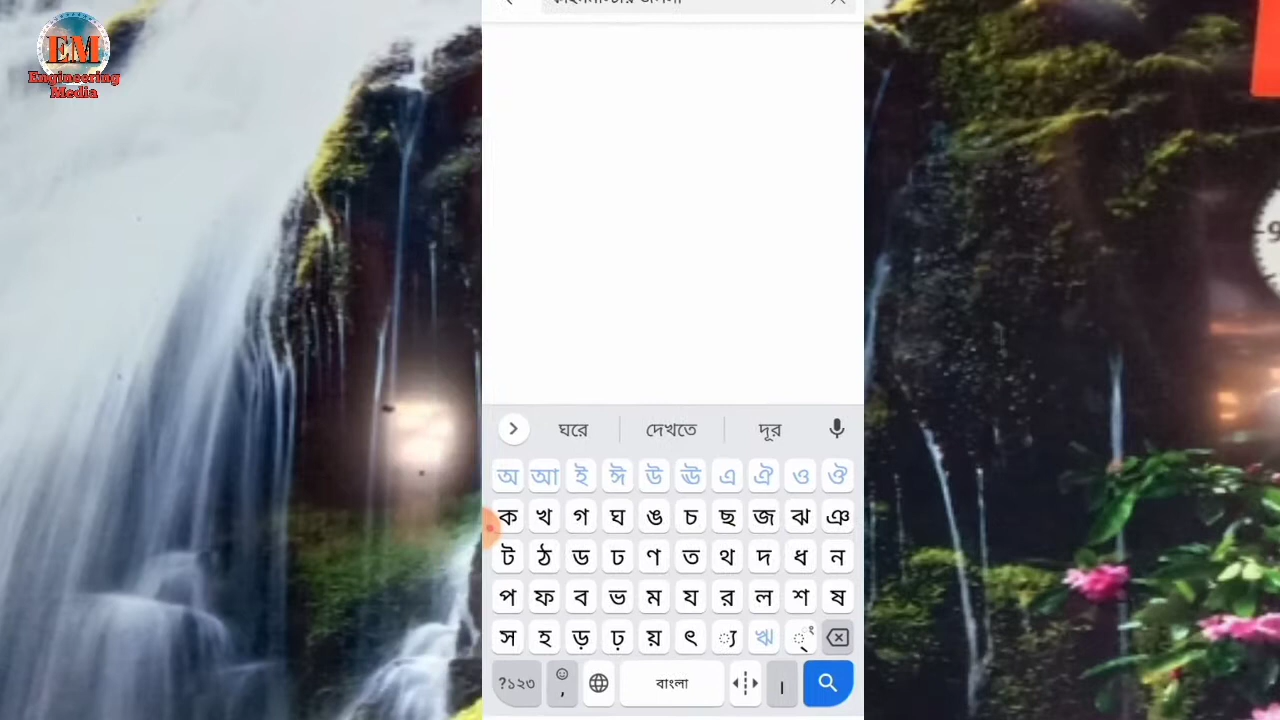 EM
Engineering
Media
ঘরে দেখতে দূর
অ আ ই ঈ উ ঊ এ ঐ ও ঔ
ক খ গ ঘ ঙ চ ছ জ ঝ ঞ
ট ঠ ড ঢ ণ ত থ দ ধ ন
প ফ ব ভ ম য র ল শ ষ
স হ ড় ঢ় য় ৎ ্য ঋ ্ৎ
?১২৩ , বাংলা ।